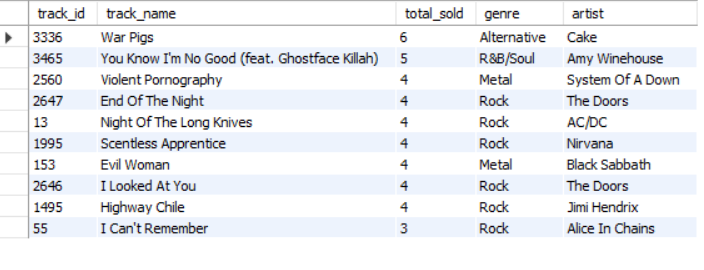 track_id track_name total_sold genre artist
3336 War Pigs 6 Alternative Cake
3465 You Know I'm No Good (feat. Ghostface Killah) 5 R&B/Soul Amy Winehouse
2560 Violent Pornography 4 Metal System Of A Down
2647 End Of The Night 4 Rock The Doors
13 Night Of The Long Knives 4 Rock AC/DC
1995 Scentless Apprentice 4 Rock Nirvana
153 Evil Woman 4 Metal Black Sabbath
2646 I Looked At You 4 Rock The Doors
1495 Highway Chile 4 Rock Jimi Hendrix
55 I Can't Remember 3 Rock Alice In Chains